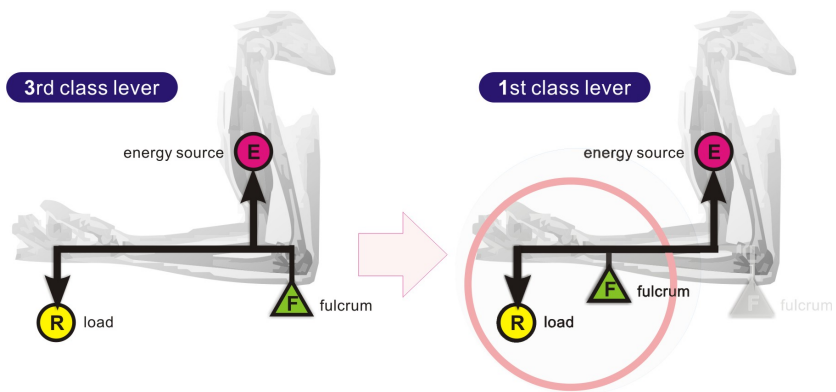 3rd class lever
E
energy source
F
fulcrum
R
load
1st class lever
E
energy source
F
fulcrum
R
load
F
fulcrum